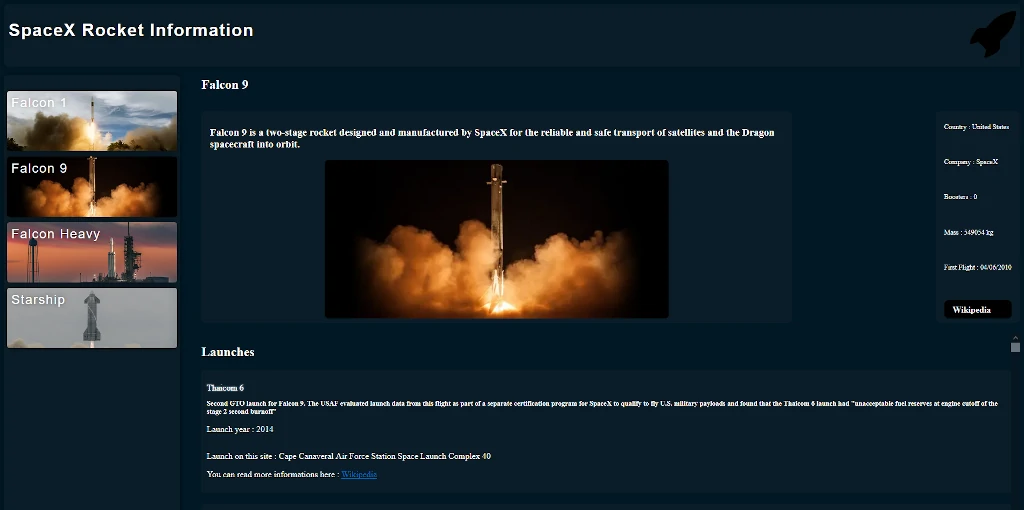 SpaceX Rocket Information
Falcon 1
Falcon 9
Falcon Heavy
Starship
Falcon 9
Falcon 9 is a two-stage rocket designed and manufactured by SpaceX for the reliable and safe transport of satellites and the Dragon
spacecraft into orbit.
Country : United States
Company : SpaceX
Boosters : 0
Mass : 549054 kg
First Flight : 04/06/2010
Wikipedia
Launches
Thaicom 6
Second GTO launch for Falcon 9. The USAF evaluated launch data from this flight as part of a separate certification program for SpaceX to qualify to fly U.S. military payloads and found that the Thaicom 6 launch had "unacceptable fuel reserves at engine cutoff of the
stage 2 second burnoff"
Launch year : 2014
Launch on this site : Cape Canaveral Air Force Station Space Launch Complex 40
You can read more informations here : Wikipedia